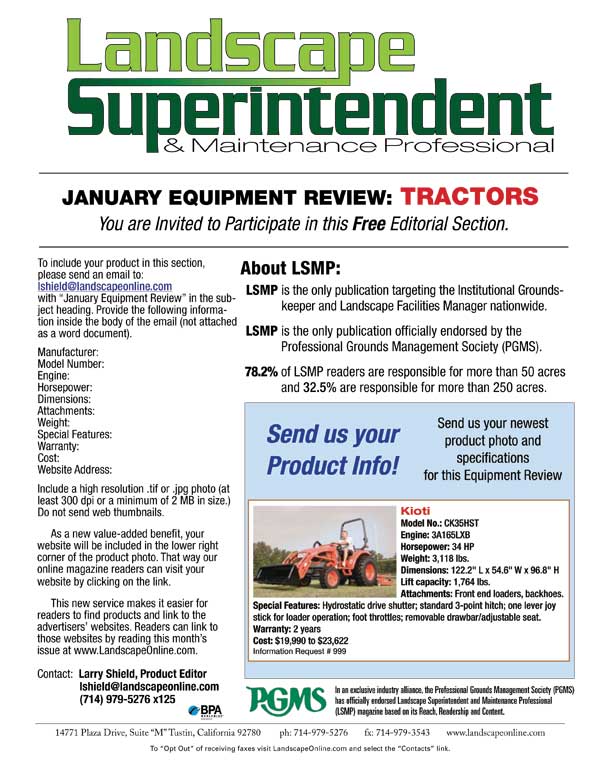 Landscape
Superintendent
& Maintenance Professional
JANUARY EQUIPMENT REVIEW: TRACTORS
You are Invited to Participate in this Free Editorial Section.
To include your product in this section,
please send an email to:
lshield@landscapeonline.com
with “January Equipment Review” in the sub-
ject heading. Provide the following informa-
tion inside the body of the email (not attached
as a word document).
Manufacturer:
Model Number:
Engine:
Horsepower:
Dimensions:
Attachments:
Weight:
Special Features:
Warranty:
Cost:
Website Address:
Include a high resolution .tif or .jpg photo (at
least 300 dpi or a minimum of 2 MB in size.)
Do not send web thumbnails.
As a new value-added benefit, your
website will be included in the lower right
corner of the product photo. That way our
online magazine readers can visit your
website by clicking on the link.
This new service makes it easier for
readers to find products and link to the
advertisers' websites. Readers can link to
those websites by reading this month's
issue at www.LandscapeOnline.com.
Contact: Larry Shield, Product Editor
lshield@landscapeonline.com
(714) 979-5276 x125
BPA
About LSMP:
LSMP is the only publication targeting the Institutional Grounds-
keeper and Landscape Facilities Manager nationwide.
LSMP is the only publication officially endorsed by the
Professional Grounds Management Society (PGMS).
78.2% of LSMP readers are responsible for more than 50 acres
and 32.5% are responsible for more than 250 acres.
Send us your
Product Info!
Send us your newest
product photo and
specifications
for this Equipment Review
Kioti
Model No.: CK35HST
Engine: 3A165LXB
Horsepower: 34 HP
Weight: 3,118 lbs.
Dimensions: 122.2" L x 54.6" W x 96.8" H
Lift capacity: 1,764 lbs.
Attachments: Front end loaders, backhoes.
Special Features: Hydrostatic drive shutter; standard 3-point hitch; one lever joy
stick for loader operation; foot throttles; removable drawbar/adjustable seat.
Warranty: 2 years
Cost: $19,990 to $23,622
Information Request # 999
PGMS
In an exclusive industry alliance, the Professional Grounds Management Society (PGMS)
has officially endorsed Landscape Superintendent and Maintenance Professional
(LSMP) magazine based on its Reach, Readership and Content.
14771 Plaza Drive, Suite “M” Tustin, California 92780 ph: 714-979-5276 fx: 714-979-3543 www.landscapeonline.com
To “Opt Out” of receiving faxes visit LandscapeOnline.com and select the “Contacts” link.